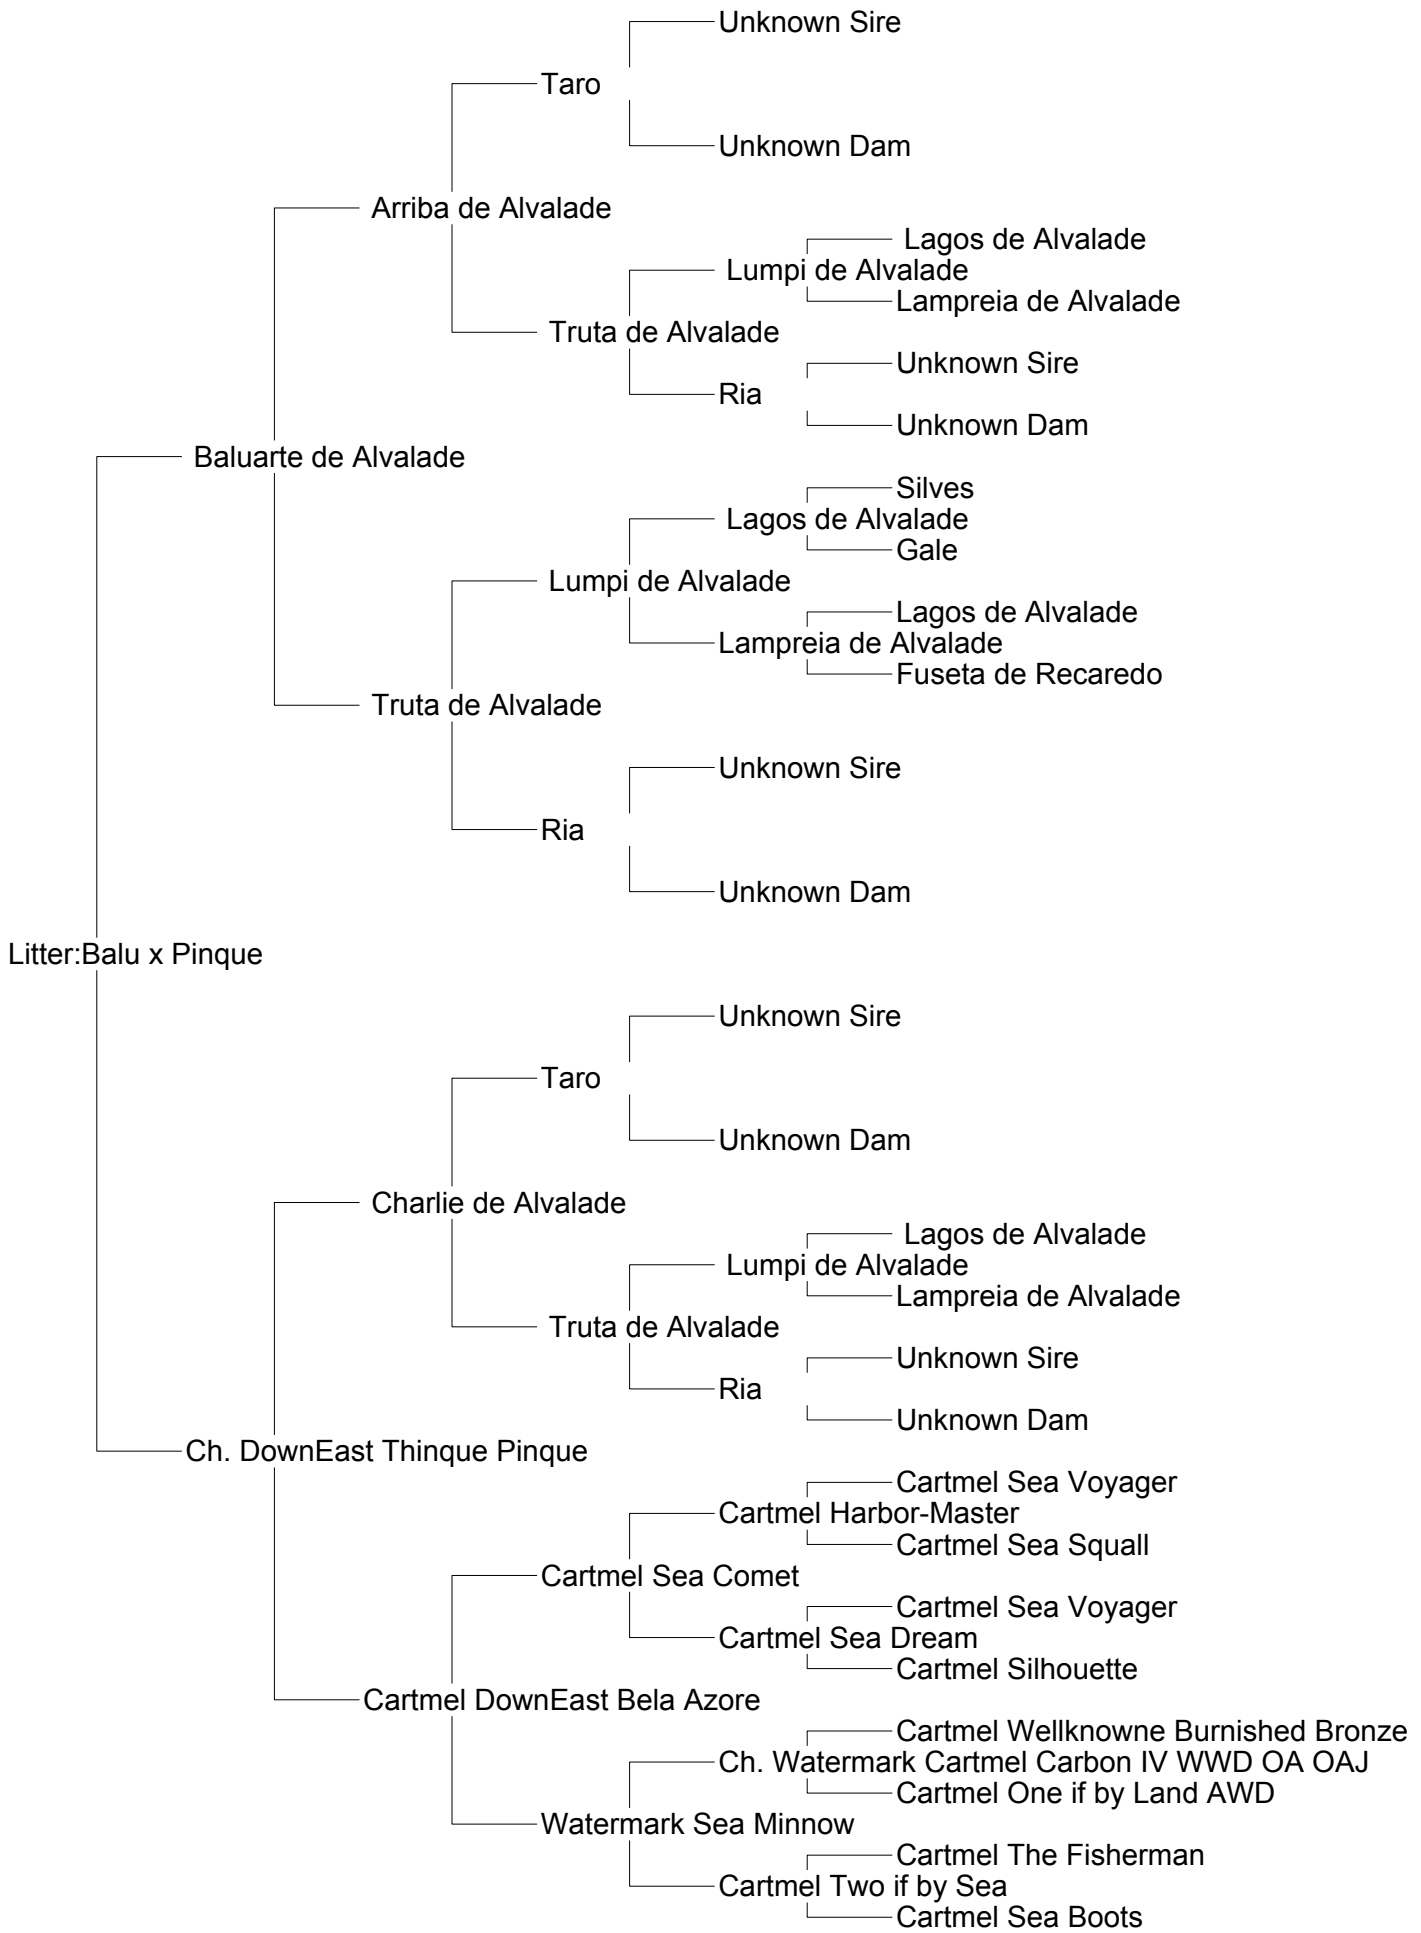 Unknown Sire
Taro
Unknown Dam
Arriba de Alvalade
Lagos de Alvalade
Lumpi de Alvalade
Lampreia de Alvalade
Truta de Alvalade
Unknown Sire
Ria
Unknown Dam
Baluarte de Alvalade
Silves
Lagos de Alvalade
Gale
Lumpi de Alvalade
Lagos de Alvalade
Lampreia de Alvalade
Fuseta de Recaredo
Truta de Alvalade
Unknown Sire
Ria
Unknown Dam
Litter:Balu x Pinque
Unknown Sire
Taro
Unknown Dam
Charlie de Alvalade
Lagos de Alvalade
Lumpi de Alvalade
Lampreia de Alvalade
Truta de Alvalade
Unknown Sire
Ria
Unknown Dam
Ch. DownEast Thinque Pinque
Cartmel Sea Voyager
Cartmel Harbor-Master
Cartmel Sea Squall
Cartmel Sea Comet
Cartmel Sea Voyager
Cartmel Sea Dream
Cartmel Silhouette
Cartmel DownEast Bela Azore
Cartmel Wellknowne Burnished Bronze
Ch. Watermark Cartmel Carbon IV WWD OA OAJ
Cartmel One if by Land AWD
Watermark Sea Minnow
Cartmel The Fisherman
Cartmel Two if by Sea
Cartmel Sea Boots